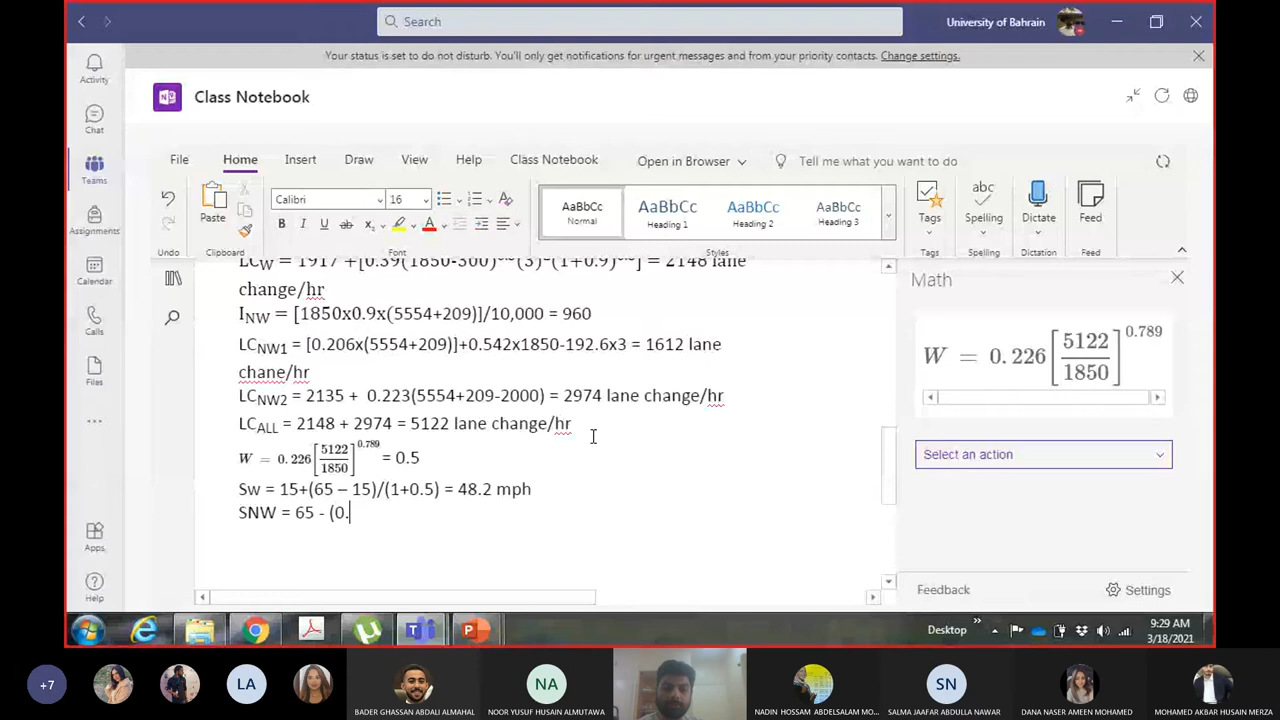 Search
University of Bahrain
Your status is set to do not disturb. You'll only get notifications for urgent messages and from your priority contacts. Change settings.
Activity
Chat
Teams
Assignments
Calendar
Calls
Files
Apps
Help
Class Notebook
File Home Insert Draw View Help Class Notebook Open in Browser Tell me what you want to do
Undo
Paste
Clipboard
Calibri 16
B I U ab
Font
AaBbCc Normal
AaBbCc Heading 1
AaBbCc Heading 2
AaBbCc Heading 3
Styles
Tags
Tags
abc
Spelling
Spelling
Dictate
Dictation
Feed
Feed
change/hr
INW = [1850x0.9x(5554+209)]/10,000 = 960
LCNW1 = [0.206x(5554+209)]+0.542x1850-192.6x3 = 1612 lane
chane/hr
LCNW2 = 2135 + 0.223(5554+209-2000) = 2974 lane change/hr
LCALL = 2148 + 2974 = 5122 lane change/hr
W = 0.226[5122/1850]^0.789 = 0.5
Sw = 15+(65 – 15)/(1+0.5) = 48.2 mph
SNW = 65 - (0.
Math
W = 0.226[5122/1850]^0.789
Select an action
Feedback
Settings
Desktop
9:29 AM
3/18/2021
+7
LA
BADER GHASSAN ABDALI ALMAHAL
NA
NOOR YUSUF HUSAIN ALMUTAWA
NADIN HOSSAM ABDELSALAM MO...
SN
SALMA JAAFAR ABDULLA NAWAR
DANA NASER AMEEN MOHAMED
MOHAMED AKBAR HUSAIN MERZA